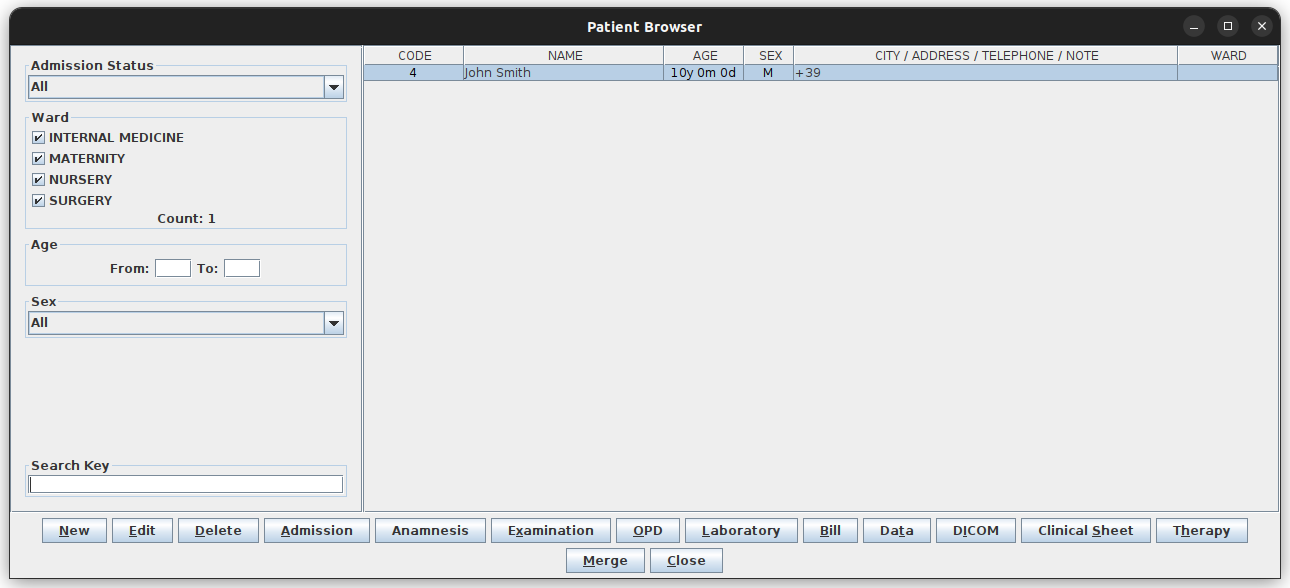 Patient Browser
Admission Status
All
Ward
INTERNAL MEDICINE
MATERNITY
NURSERY
SURGERY
Count: 1
Age
From: To:
Sex
All
Search Key
CODE NAME AGE SEX CITY / ADDRESS / TELEPHONE / NOTE WARD
4 John Smith 10y 0m 0d M +39
New Edit Delete Admission Anamnesis Examination OPD Laboratory Bill Data DICOM Clinical Sheet Therapy
Merge Close